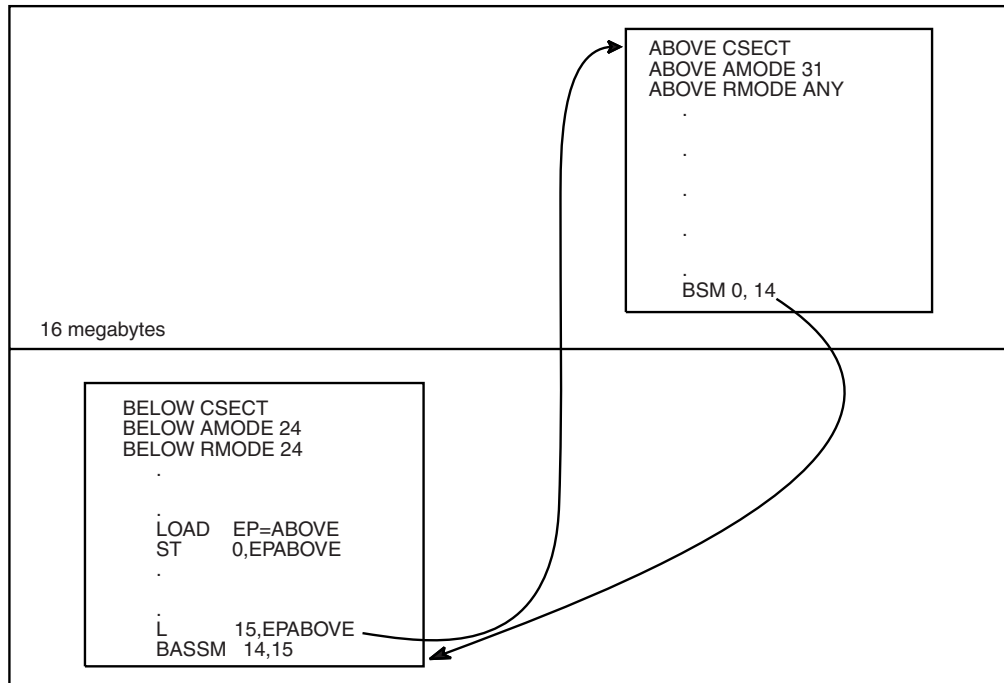 ABOVE CSECT
ABOVE AMODE 31
ABOVE RMODE ANY
.
.
.
.
.
BSM 0, 14
16 megabytes
BELOW CSECT
BELOW AMODE 24
BELOW RMODE 24
.
.
LOAD EP=ABOVE
ST 0,EPABOVE
.
.
L 15,EPABOVE
BASSM 14,15